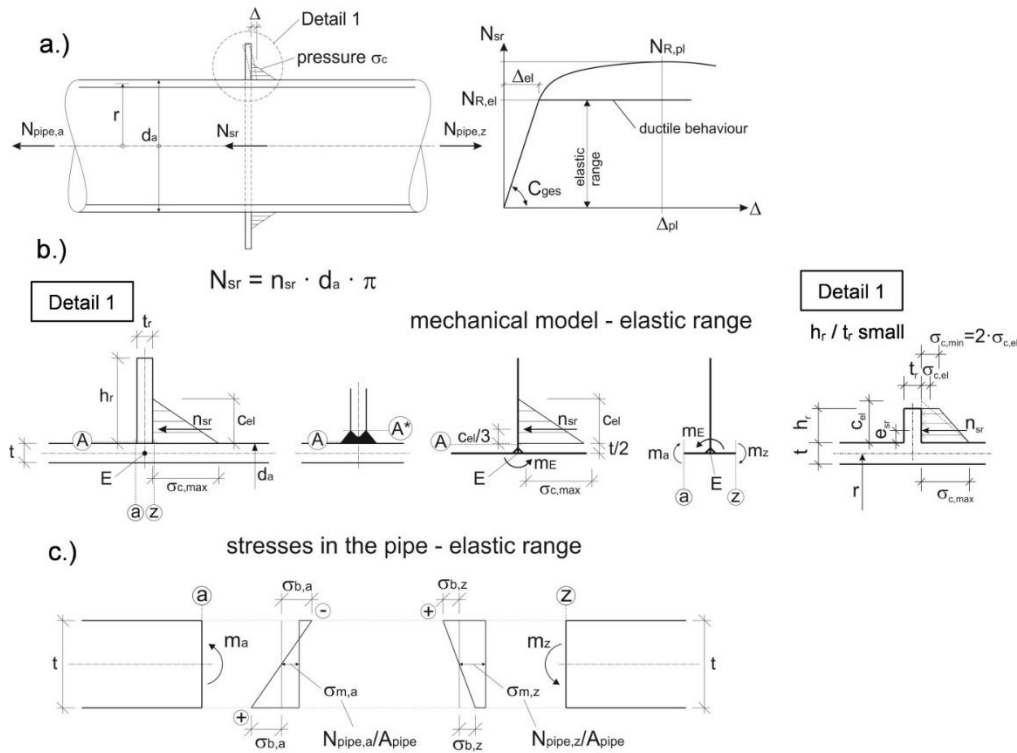 a.)
Δ
Detail 1
pressure σc
r
da
Npipe,a
Nsr
Npipe,z
Nsr
NR,pl
Δel
NR,el
ductile behaviour
elastic
range
Cges
Δ
Δpl
b.)
Nsr = nsr · da · π
Detail 1
mechanical model - elastic range
Detail 1
hr / tr small
σc,min=2·σc,el
tr
hr
nsr
cel
A
t
E
da
σc,max
a
z
A
A*
A
cel/3
nsr
cel
t/2
E
mE
σc,max
ma
mE
mz
E
a
z
tr
σc,el
hr
cel
esr
nsr
t
r
σc,max
c.)
stresses in the pipe - elastic range
a
σb,a
-
σb,z
+
z
t
ma
σm,a
mz
σm,z
t
+
σb,a
Npipe,a/Apipe
σb,z
Npipe,z/Apipe